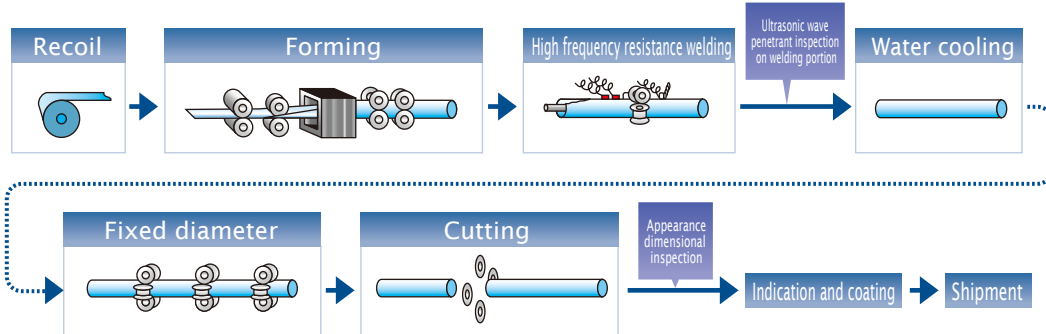 Recoil
Forming
High frequency resistance welding
Ultrasonic wave
penetrant inspection
on welding portion
Water cooling
Fixed diameter
Cutting
Appearance
dimensional
inspection
Indication and coating
Shipment